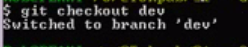 $ git checkout dev
Switched to branch 'dev'